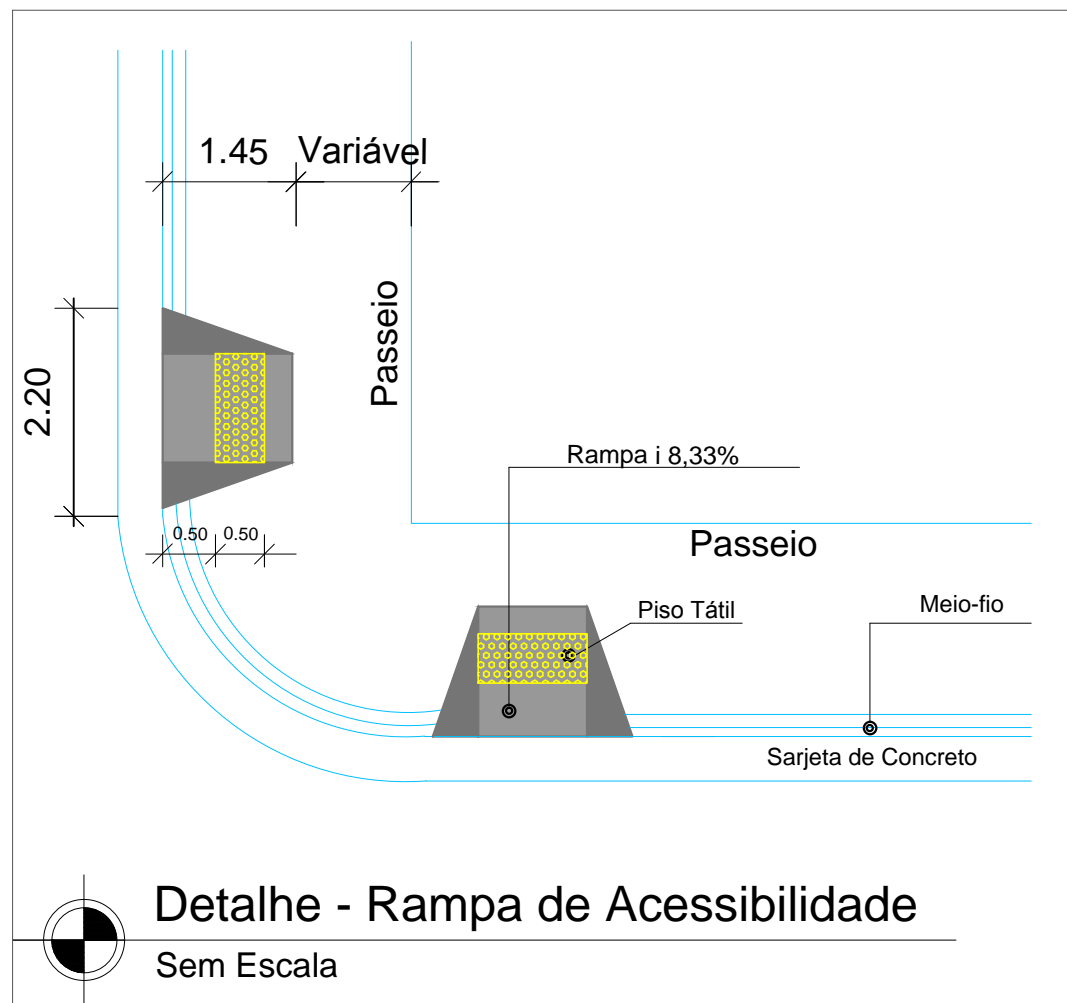 1.45 Variável
Passeio
2.20
Rampa i 8,33%
0.50 0.50
Passeio
Piso Tátil
Meio-fio
Sarjeta de Concreto
Detalhe - Rampa de Acessibilidade
Sem Escala